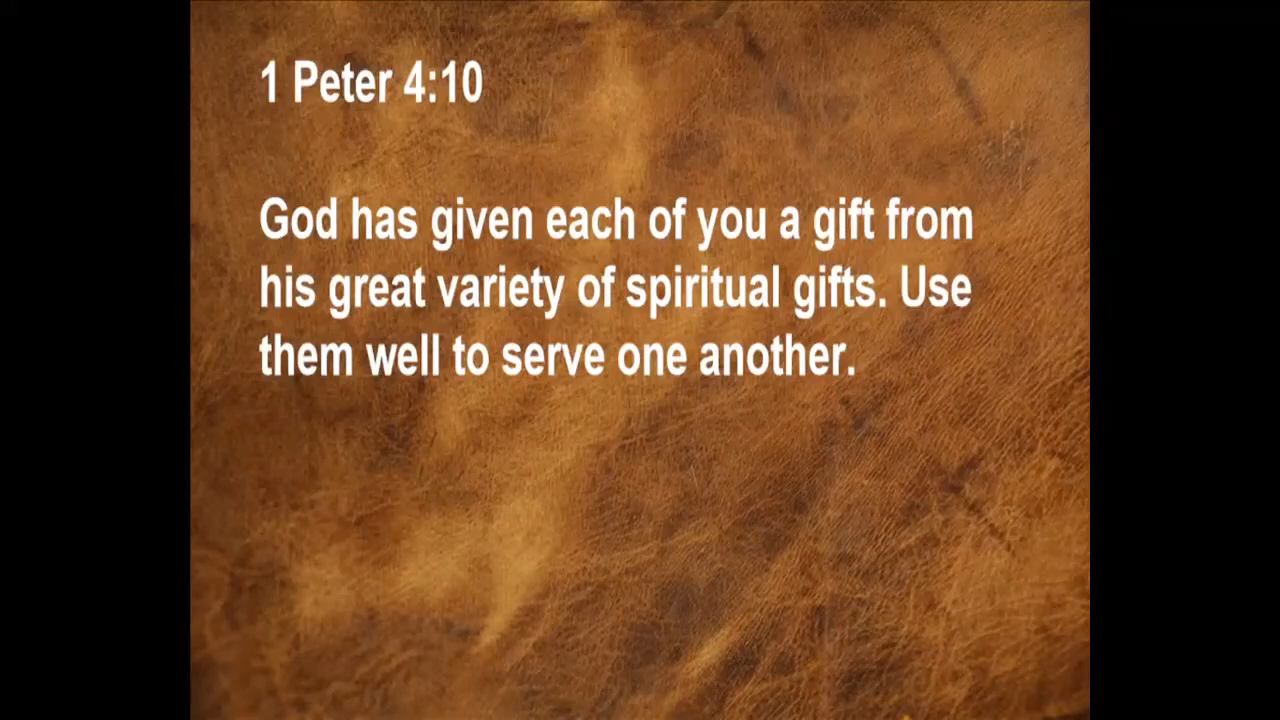 1 Peter 4:10
God has given each of you a gift from
his great variety of spiritual gifts. Use
them well to serve one another.